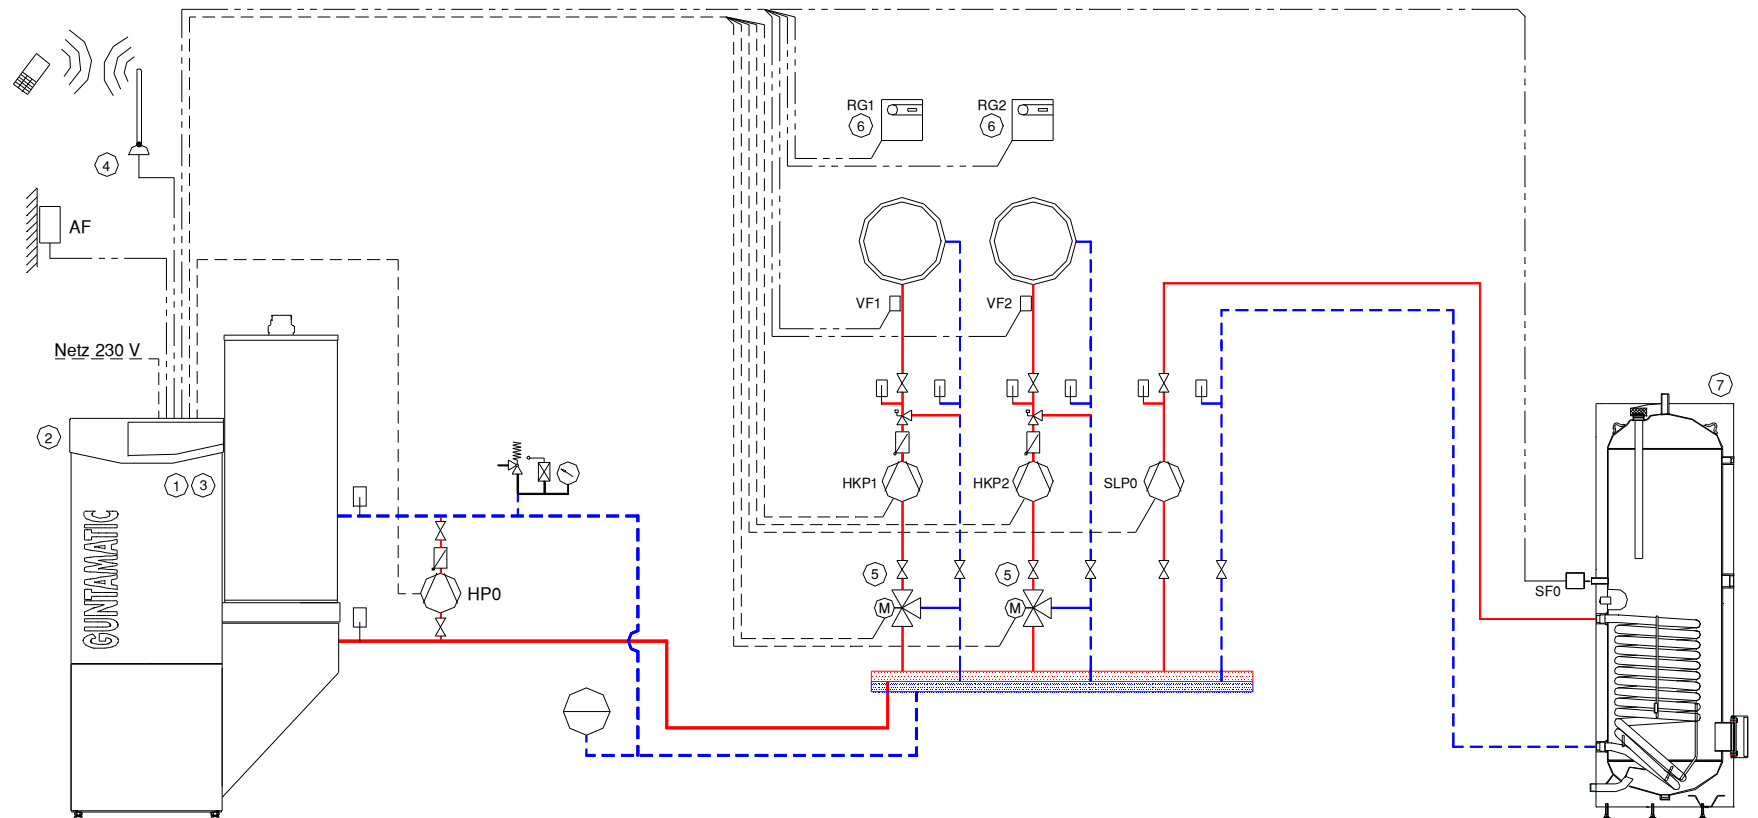 RG1
6
RG2
6
4
AF
VF1
VF2
Netz 230 V
7
2
1
3
HKP1
HKP2
SLP0
GUNTAMATIC
HP0
5
5
M
M
SF0